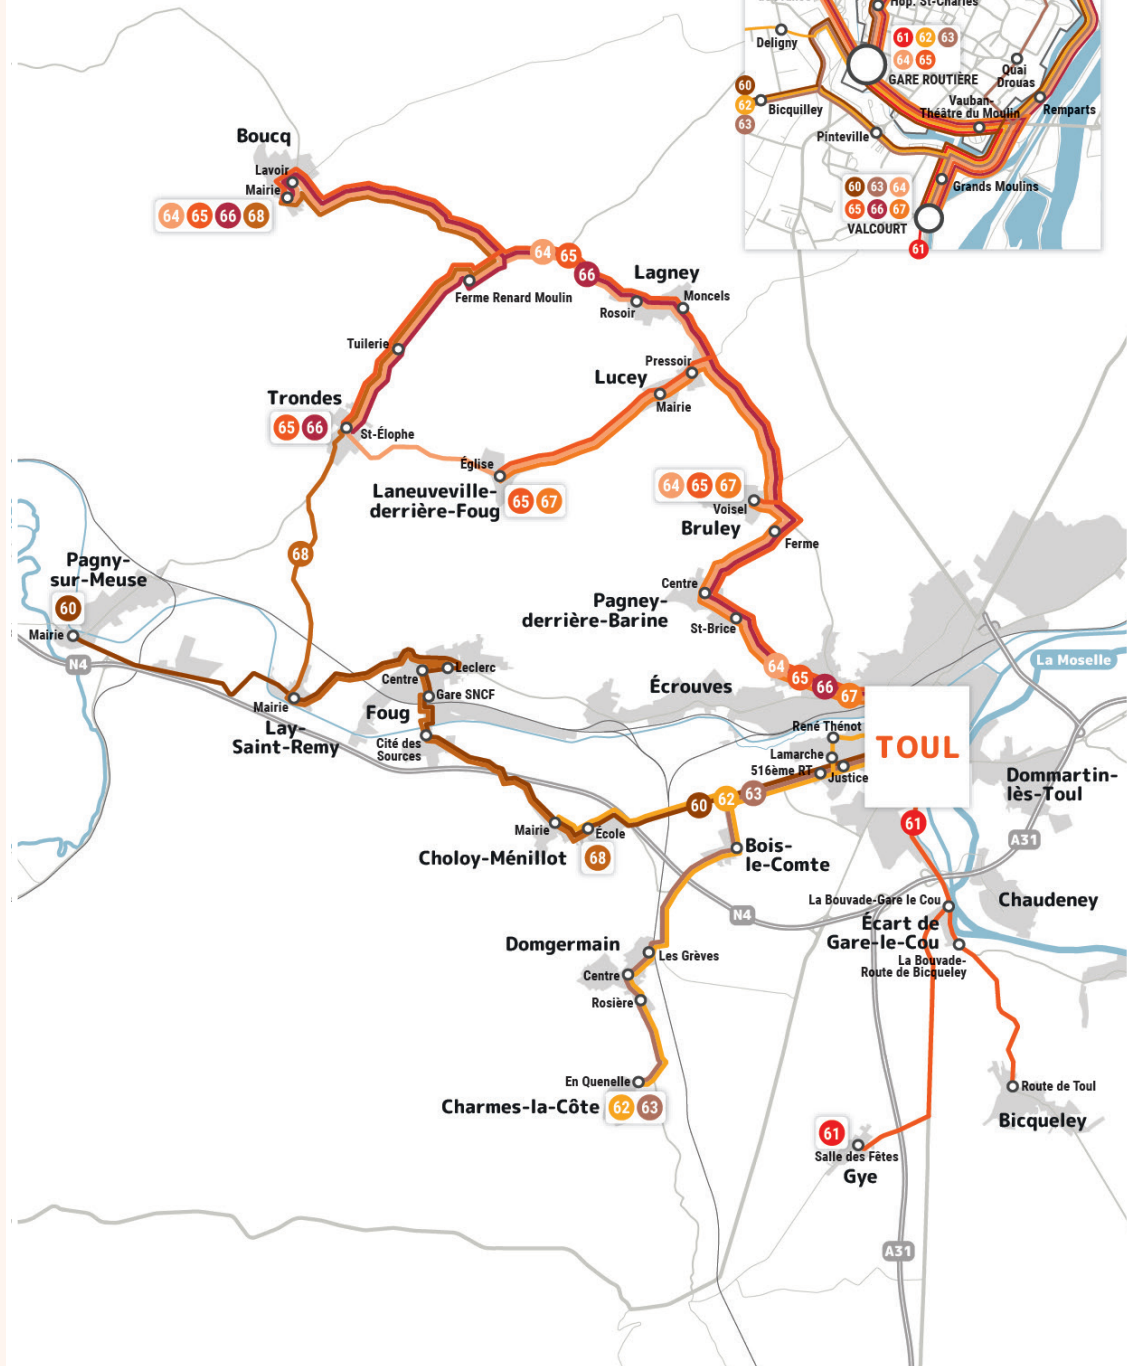 Hôp. St-Charles
Deligny
61 62 63
64 65
GARE ROUTIÈRE
Quai
Drouas
60
62
63
Bicquilley
Vauban-
Théâtre du Moulin
Remparts
Pinteville
Grands Moulins
60 63 64
65 66 67
VALCOURT
61
Boucq
Lavoir
Mairie
64 65 66 68
64 65
66
Ferme Renard Moulin
Lagney
Moncels
Rosoir
Tuilerie
Pressoir
Lucey
Mairie
Trondes
65 66
St-Élophe
Église
Laneuveville-
derrière-Foug
65 67
64 65 67
Voisel
Bruley
Ferme
68
Pagny-
sur-Meuse
60
Mairie
N4
Centre
Pagney-
derrière-Barine
St-Brice
64 65 66 67
La Moselle
Écrouves
Leclerc
Centre
Gare SNCF
Foug
Cité des
Sources
Mairie
Lay-
Saint-Remy
René Thénot
Lamarche
516ème RT
Justice
TOUL
Dommartin-
lès-Toul
60 62 63
61
A31
Mairie
École
Choloy-Ménillot
68
Bois-
le-Comte
N4
La Bouvade-Gare le Cou
Écart de
Gare-le-Cou
La Bouvade-
Route de Bicqueley
Chaudeney
Domgermain
Les Grèves
Centre
Rosière
En Quenelle
Charmes-la-Côte
62 63
Route de Toul
Bicqueley
61
Salle des Fêtes
Gye
A31